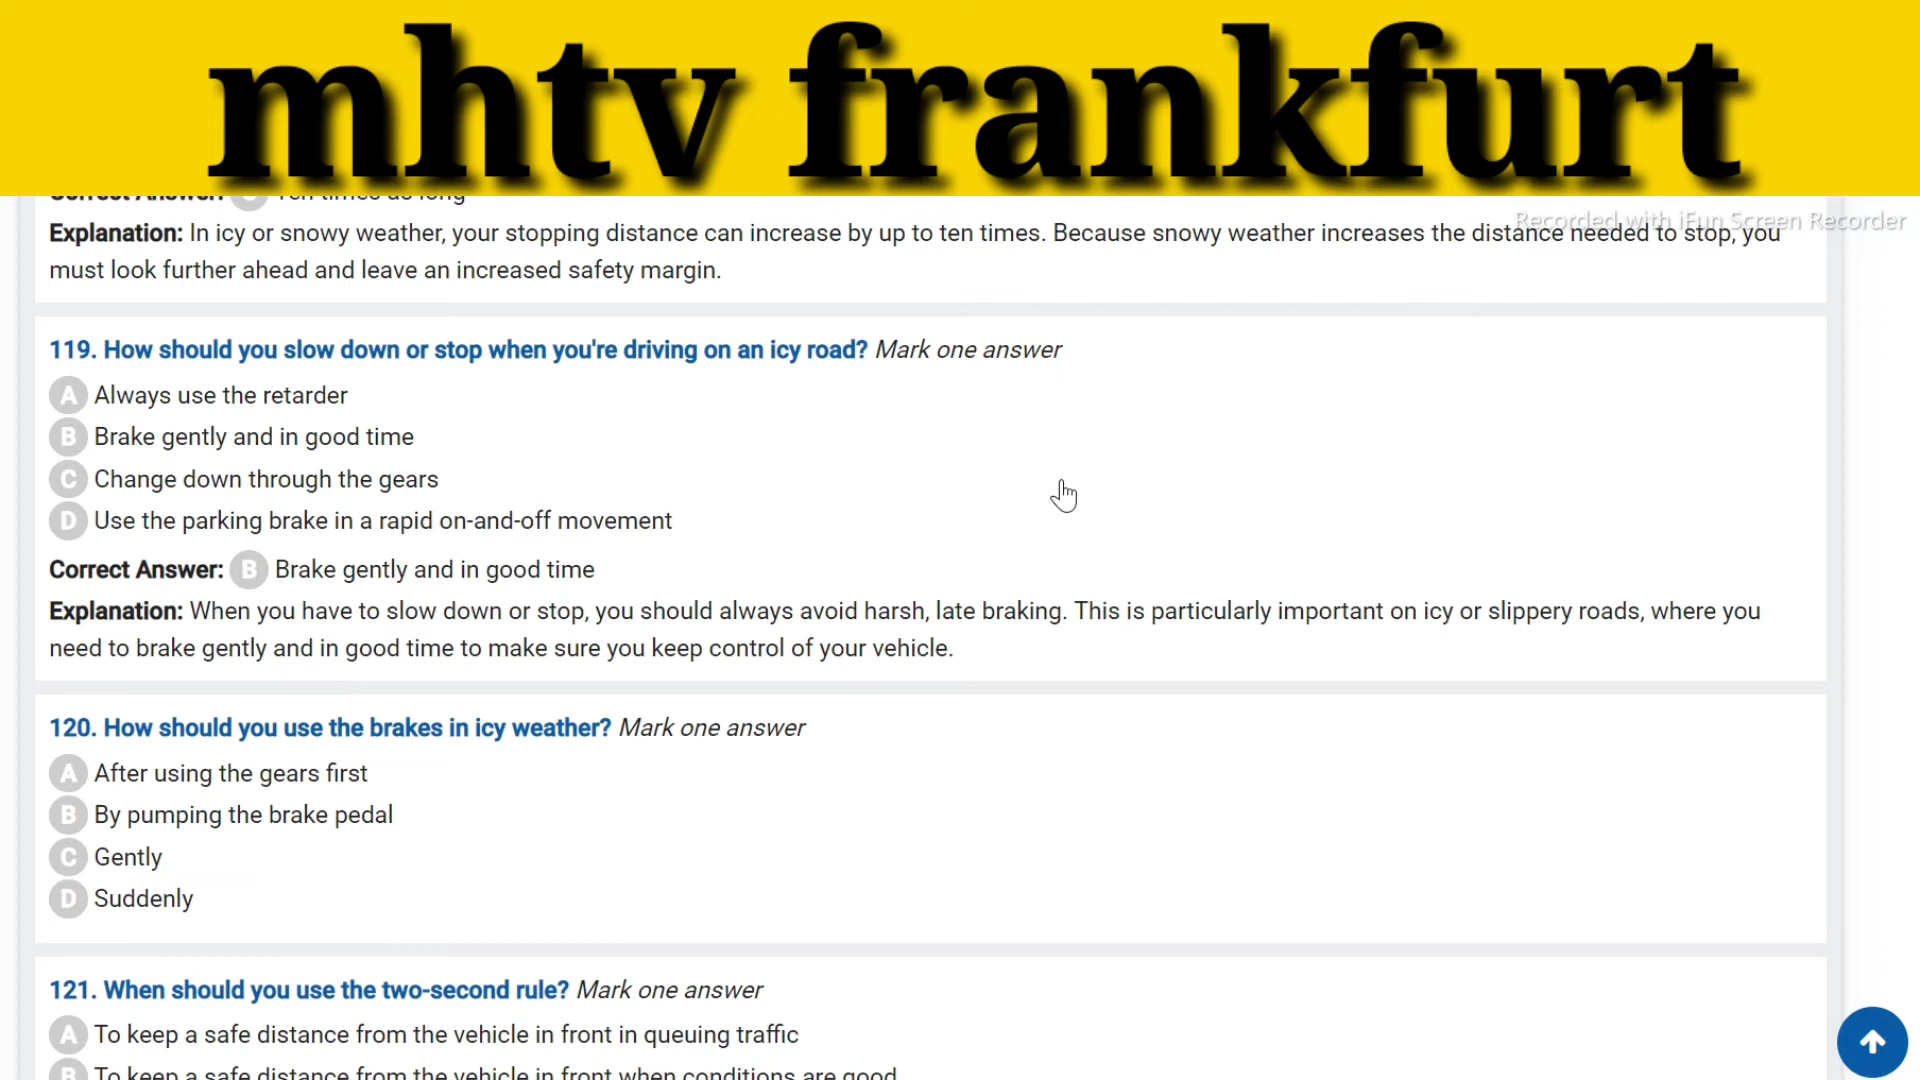 mhtv frankfurt
Recorded with iFun Screen Recorder
Correct Answer: Ten times as long
Explanation: In icy or snowy weather, your stopping distance can increase by up to ten times. Because snowy weather increases the distance needed to stop, you
must look further ahead and leave an increased safety margin.
119. How should you slow down or stop when you're driving on an icy road? Mark one answer
A Always use the retarder
B Brake gently and in good time
C Change down through the gears
D Use the parking brake in a rapid on-and-off movement
Correct Answer: B Brake gently and in good time
Explanation: When you have to slow down or stop, you should always avoid harsh, late braking. This is particularly important on icy or slippery roads, where you
need to brake gently and in good time to make sure you keep control of your vehicle.
120. How should you use the brakes in icy weather? Mark one answer
A After using the gears first
B By pumping the brake pedal
C Gently
D Suddenly
121. When should you use the two-second rule? Mark one answer
A To keep a safe distance from the vehicle in front in queuing traffic
B To keep a safe distance from the vehicle in front when conditions are good